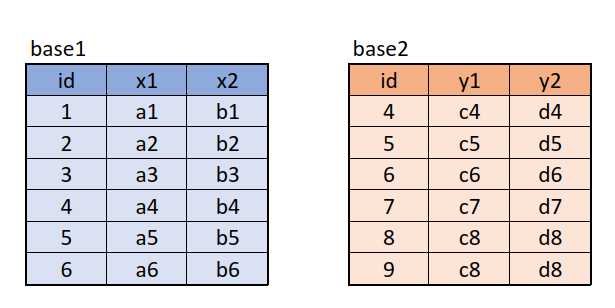 base1
id x1 x2
1 a1 b1
2 a2 b2
3 a3 b3
4 a4 b4
5 a5 b5
6 a6 b6
base2
id y1 y2
4 c4 d4
5 c5 d5
6 c6 d6
7 c7 d7
8 c8 d8
9 c8 d8